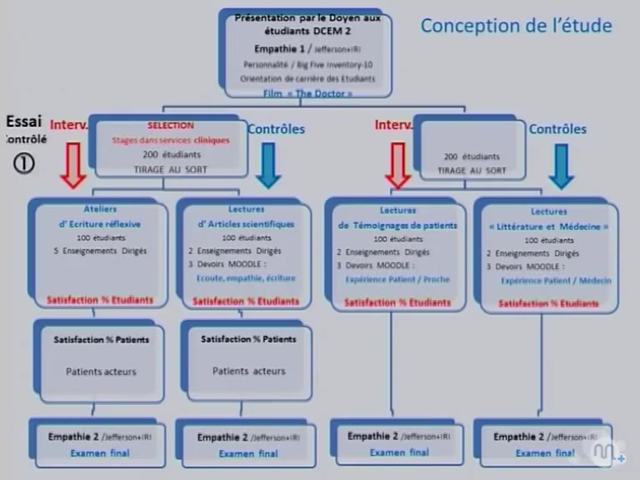 Présentation par le Doyen aux
étudiants DCEM 2
Empathie 1 / Jefferson+IRI
Personnalité / Big Five Inventory-10
Orientation de carrière des Etudiants
Film « The Doctor »
Conception de l'étude
Essai
Contrôlé
①
Interv.
SELECTION
Stages dans services cliniques
200 étudiants
TIRAGE AU SORT
Contrôles
Interv.
200 étudiants
TIRAGE AU SORT
Contrôles
Ateliers
d' Ecriture réflexive
100 étudiants
5 Enseignements Dirigés
Satisfaction % Etudiants
Lectures
d' Articles scientifiques
100 étudiants
2 Enseignements Dirigés
3 Devoirs MOODLE :
Ecoute, empathie, écriture
Satisfaction % Etudiants
Lectures
de Témoignages de patients
100 étudiants
2 Enseignements Dirigés
3 Devoirs MOODLE :
Expérience Patient / Proche
Satisfaction % Etudiants
Lectures
« Littérature et Médecine »
100 étudiants
2 Enseignements Dirigés
3 Devoirs MOODLE :
Expérience Patient / Médecin
Satisfaction % Etudiants
Satisfaction % Patients
Patients acteurs
Satisfaction % Patients
Patients acteurs
Empathie 2 /Jefferson+IRI
Examen final
Empathie 2 /Jefferson+IRI
Examen final
Empathie 2 /Jefferson+IRI
Examen final
Empathie 2 /Jefferson+IRI
Examen final